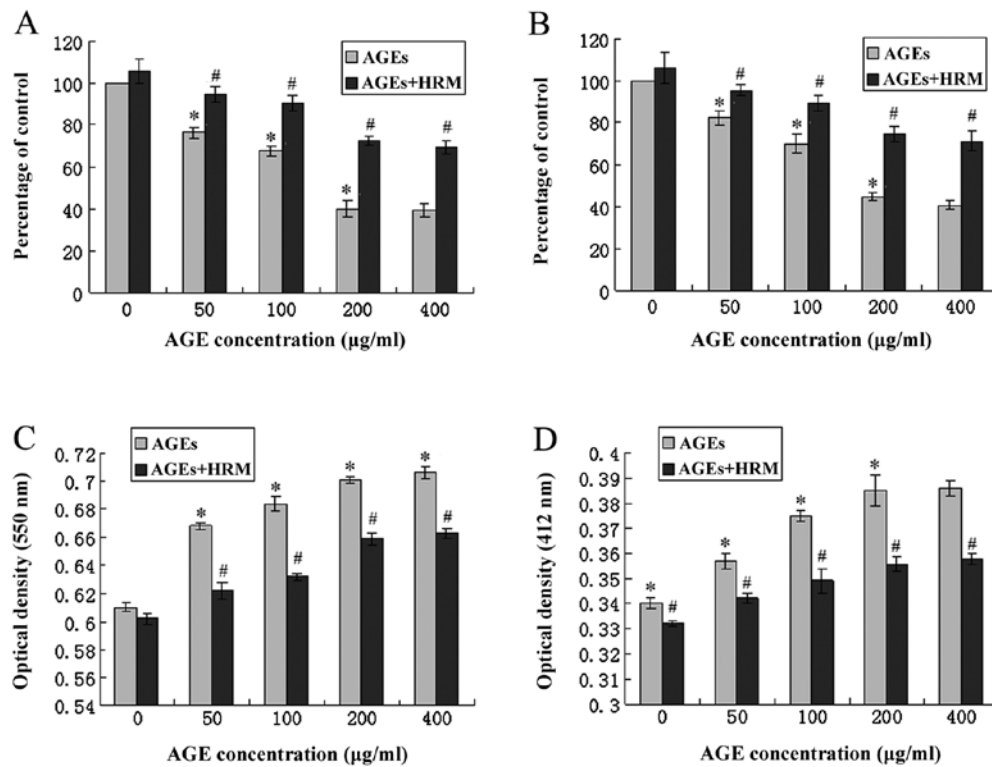 A
120
100
80
60
40
20
0
Percentage of control
AGEs
AGEs+HRM
* # * # * # #
0 50 100 200 400
AGE concentration (μg/ml)
B
120
100
80
60
40
20
0
Percentage of control
AGEs
AGEs+HRM
* # * # * # #
0 50 100 200 400
AGE concentration (μg/ml)
C
0.72
0.7
0.68
0.66
0.64
0.62
0.6
0.58
0.56
0.54
Optical density (550 nm)
AGEs
AGEs+HRM
* # * # * # * #
0 50 100 200 400
AGE concentration (μg/ml)
D
0.4
0.39
0.38
0.37
0.36
0.35
0.34
0.33
0.32
0.31
0.3
Optical density (412 nm)
AGEs
AGEs+HRM
* # * # * # * # #
0 50 100 200 400
AGE concentration (μg/ml)